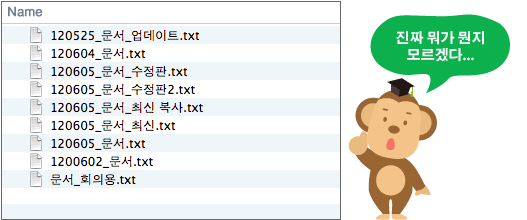 Name
120525_문서_업데이트.txt
120604_문서.txt
120605_문서_수정판.txt
120605_문서_수정판2.txt
120605_문서_최신 복사.txt
120605_문서_최신.txt
120605_문서.txt
1200602_문서.txt
문서_회의용.txt
진짜 뭐가 뭔지
모르겠다...